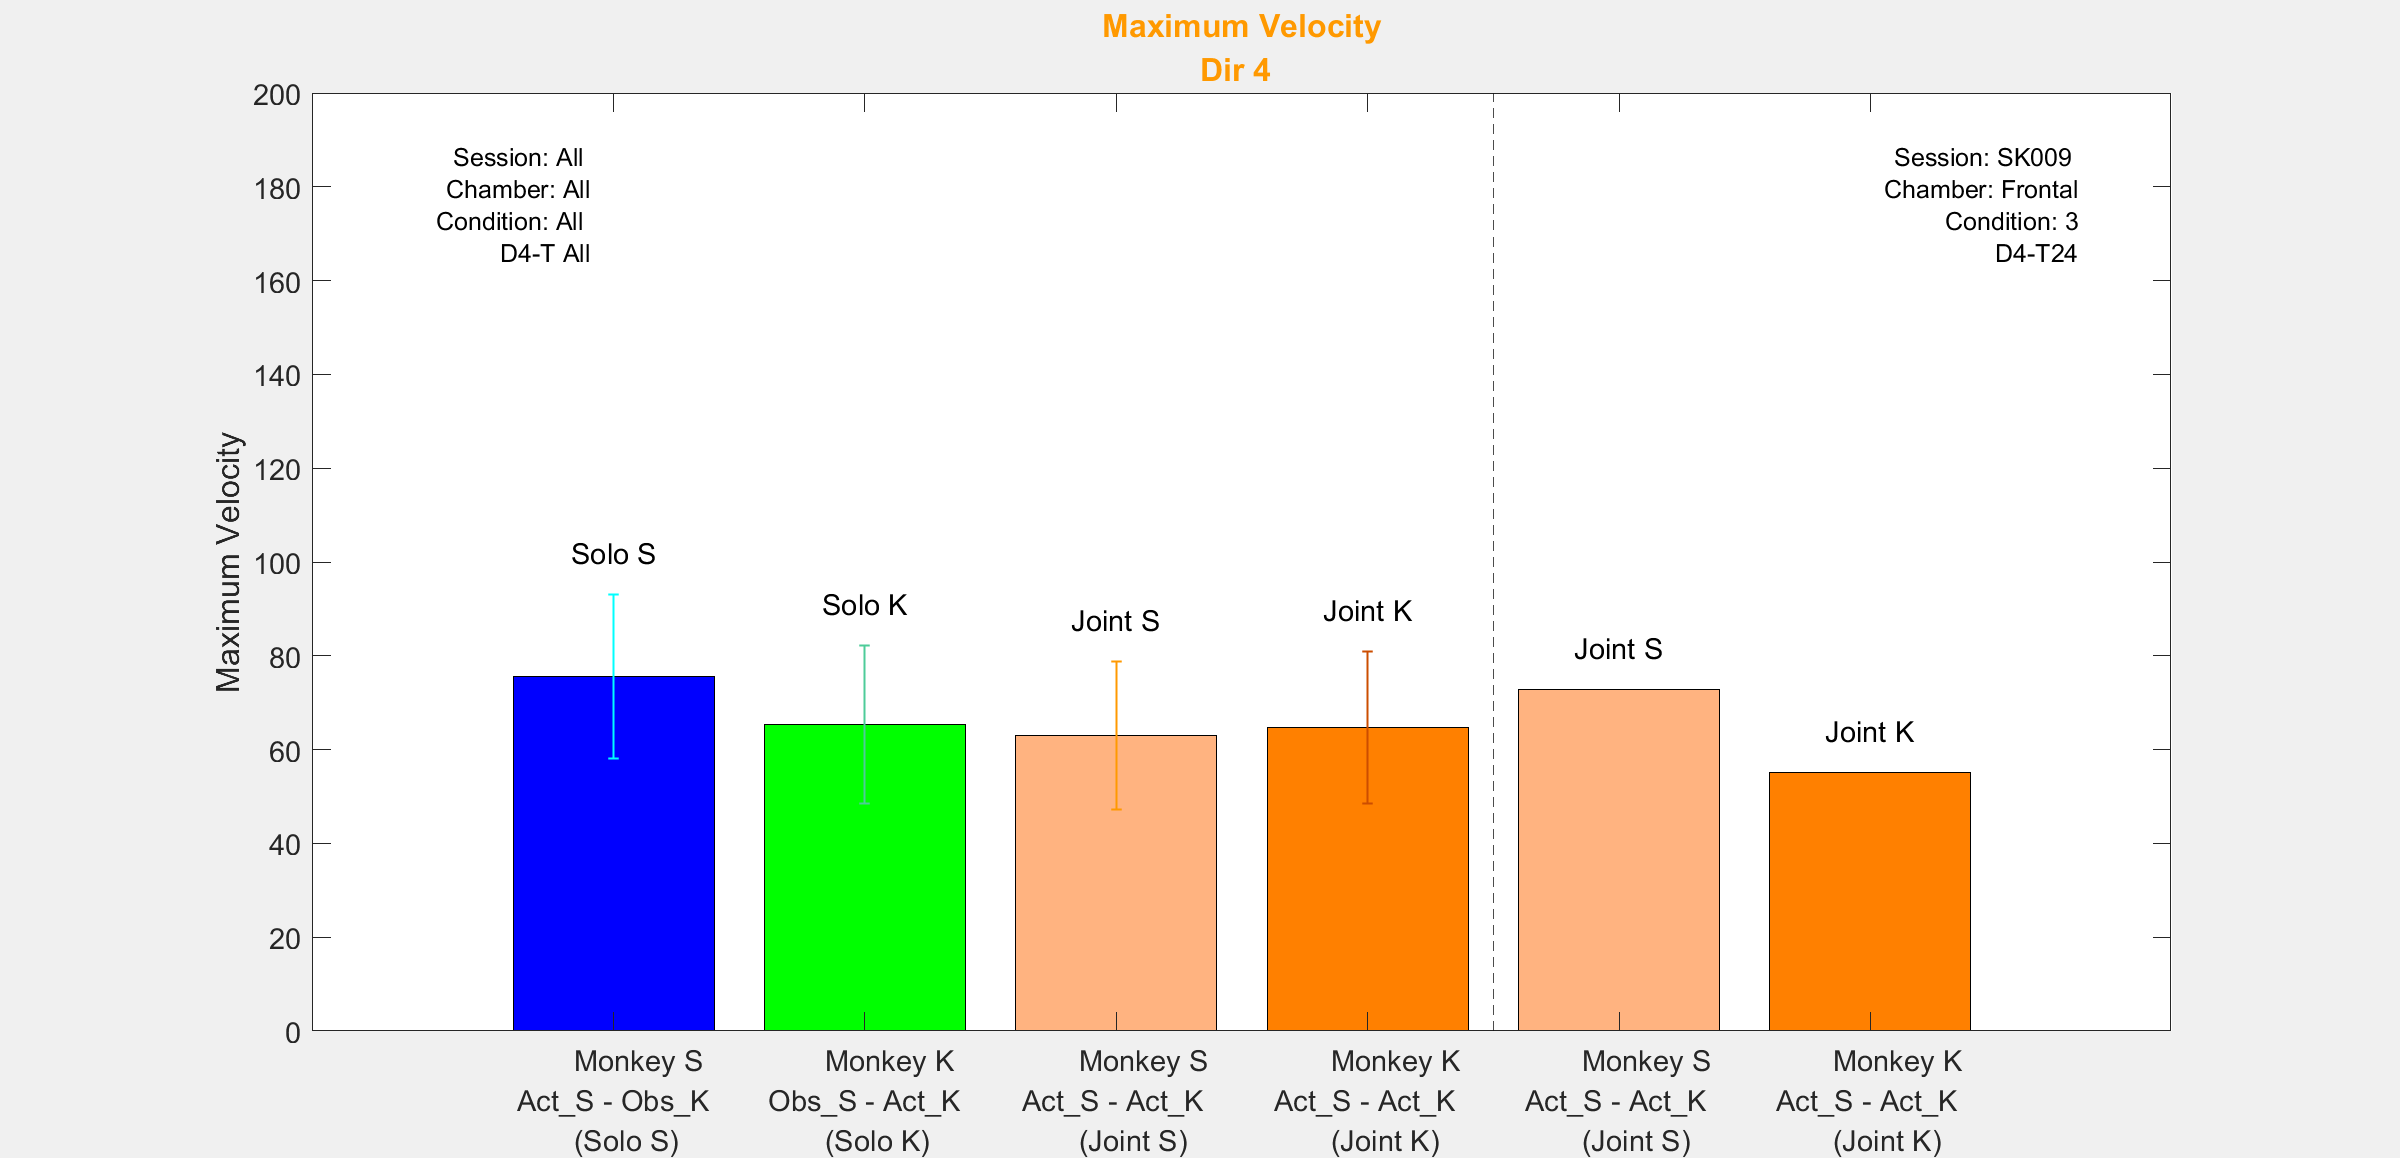 Maximum Velocity
Dir 4
Session: All
Chamber: All
Condition: All
D4-T All
Session: SK009
Chamber: Frontal
Condition: 3
D4-T24
Maximum Velocity
200
180
160
140
120
100
80
60
40
20
0
Solo S
Solo K
Joint S
Joint K
Joint S
Joint K
Monkey S
Act_S - Obs_K
(Solo S)
Monkey K
Obs_S - Act_K
(Solo K)
Monkey S
Act_S - Act_K
(Joint S)
Monkey K
Act_S - Act_K
(Joint K)
Monkey S
Act_S - Act_K
(Joint S)
Monkey K
Act_S - Act_K
(Joint K)